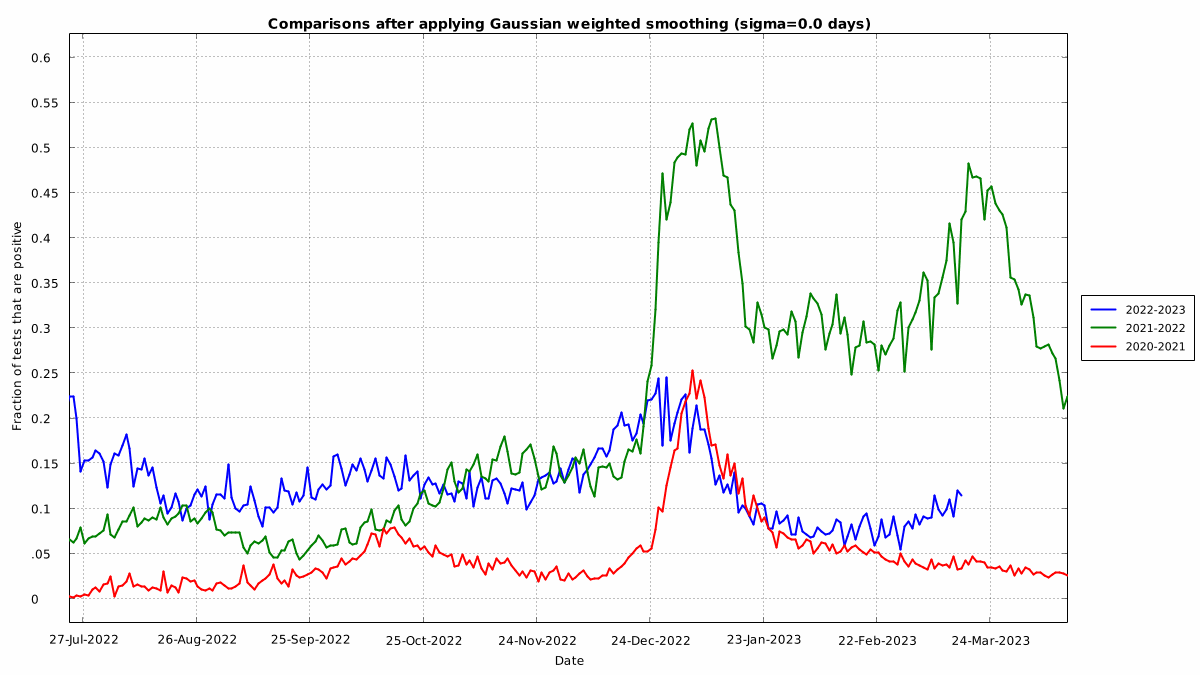 Comparisons after applying Gaussian weighted smoothing (sigma=0.0 days)
0.6
0.55
0.5
0.45
0.4
0.35
0.3
0.25
0.2
0.15
0.1
.05
0
Fraction of tests that are positive
27-Jul-2022
26-Aug-2022
25-Sep-2022
25-Oct-2022
24-Nov-2022
24-Dec-2022
23-Jan-2023
22-Feb-2023
24-Mar-2023
Date
2022-2023
2021-2022
2020-2021